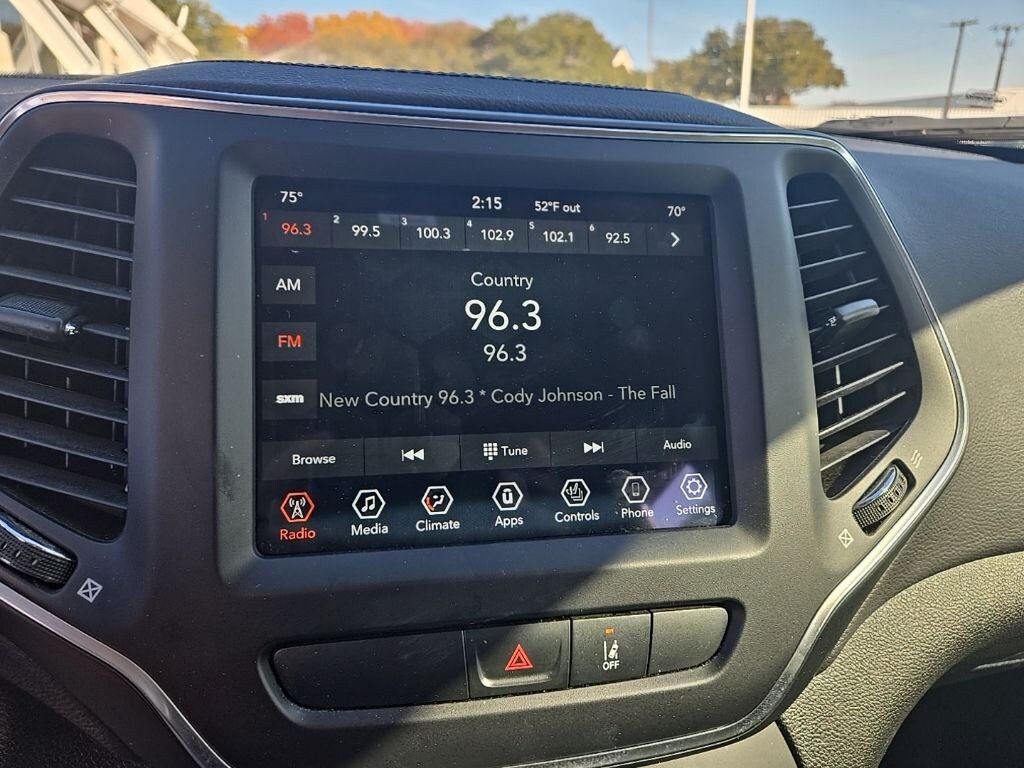 75° 2:15 52°F out 70°
1 96.3 2 99.5 3 100.3 4 102.9 5 102.1 6 92.5
AM
Country
96.3
FM
96.3
sxm
New Country 96.3 * Cody Johnson - The Fall
Browse Tune Audio
Radio Media Climate Apps Controls Phone Settings
OFF